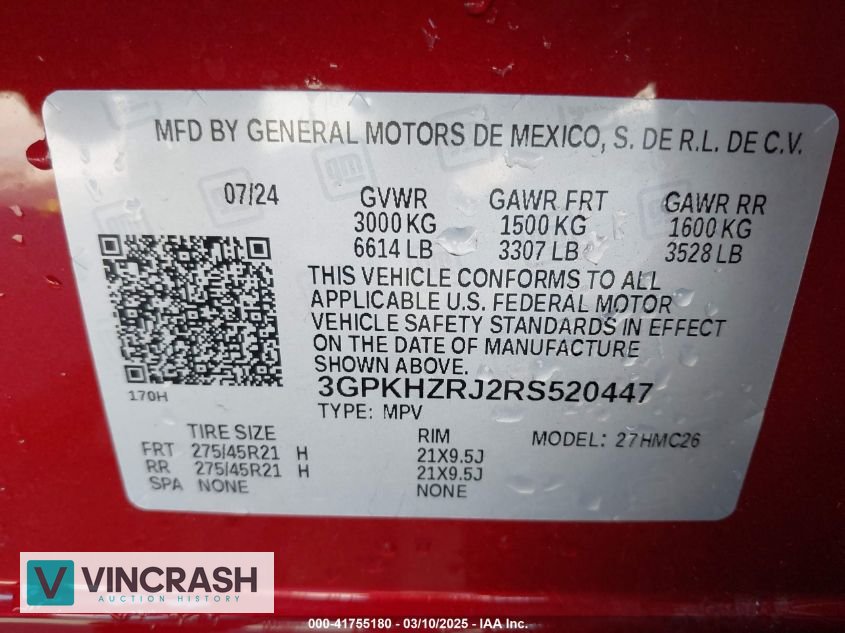 MFD BY GENERAL MOTORS DE MEXICO, S. DE R.L. DE C.V.
07/24 GVWR GAWR FRT GAWR RR
3000 KG 1500 KG 1600 KG
6614 LB 3307 LB 3528 LB
THIS VEHICLE CONFORMS TO ALL
APPLICABLE U.S. FEDERAL MOTOR
VEHICLE SAFETY STANDARDS IN EFFECT
ON THE DATE OF MANUFACTURE
SHOWN ABOVE.
3GPKHZRJ2RS520447
170H
TYPE: MPV
TIRE SIZE RIM MODEL: 27HMC26
FRT 275/45R21 H 21X9.5J
RR 275/45R21 H 21X9.5J
SPA NONE NONE
V VINCRASH
AUCTION HISTORY
000-41755180 — 03/10/2025 — IAA Inc.